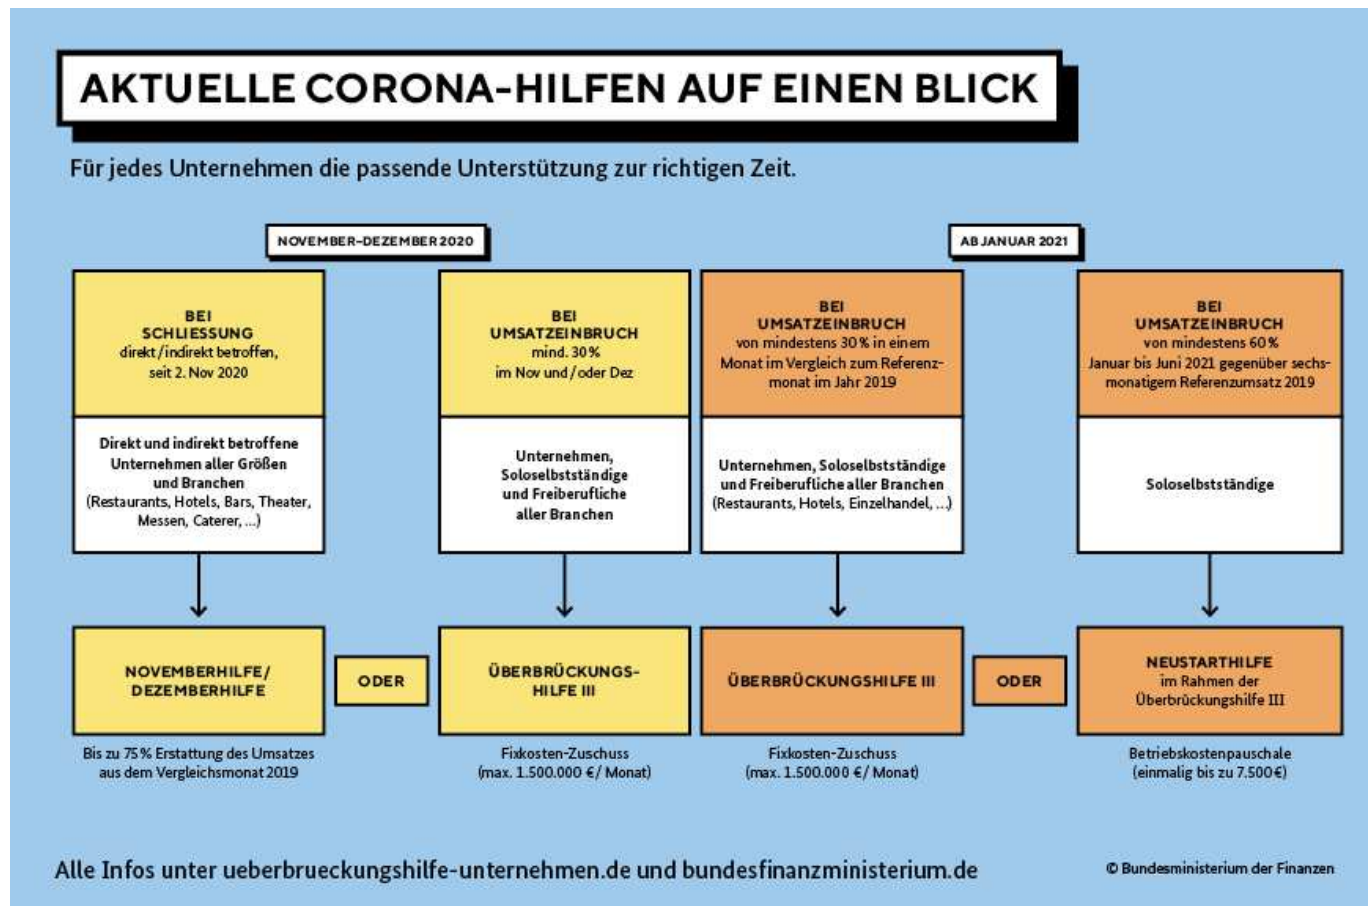 AKTUELLE CORONA-HILFEN AUF EINEN BLICK
Für jedes Unternehmen die passende Unterstützung zur richtigen Zeit.
NOVEMBER–DEZEMBER 2020
BEI
SCHLIESSUNG
direkt/indirekt betroffen,
seit 2. Nov 2020
Direkt und indirekt betroffene
Unternehmen aller Größen
und Branchen
(Restaurants, Hotels, Bars, Theater,
Messen, Caterer, ...)
NOVEMBERHILFE/
DEZEMBERHILFE
Bis zu 75% Erstattung des Umsatzes
aus dem Vergleichsmonat 2019
ODER
BEI
UMSATZEINBRUCH
mind. 30%
im Nov und/oder Dez
Unternehmen,
Soloselbstständige
und Freiberufliche
aller Branchen
ÜBERBRÜCKUNGS-
HILFE III
Fixkosten-Zuschuss
(max. 1.500.000 €/ Monat)
AB JANUAR 2021
BEI
UMSATZEINBRUCH
von mindestens 30% in einem
Monat im Vergleich zum Referenz-
monat im Jahr 2019
Unternehmen, Soloselbstständige
und Freiberufliche aller Branchen
(Restaurants, Hotels, Einzelhandel, ...)
ÜBERBRÜCKUNGSHILFE III
Fixkosten-Zuschuss
(max. 1.500.000 €/ Monat)
ODER
BEI
UMSATZEINBRUCH
von mindestens 60%
Januar bis Juni 2021 gegenüber sechs-
monatigem Referenzumsatz 2019
Soloselbstständige
NEUSTARTHILFE
im Rahmen der
Überbrückungshilfe III
Betriebskostenpauschale
(einmalig bis zu 7.500€)
Alle Infos unter ueberbrueckungshilfe-unternehmen.de und bundesfinanzministerium.de
© Bundesministerium der Finanzen